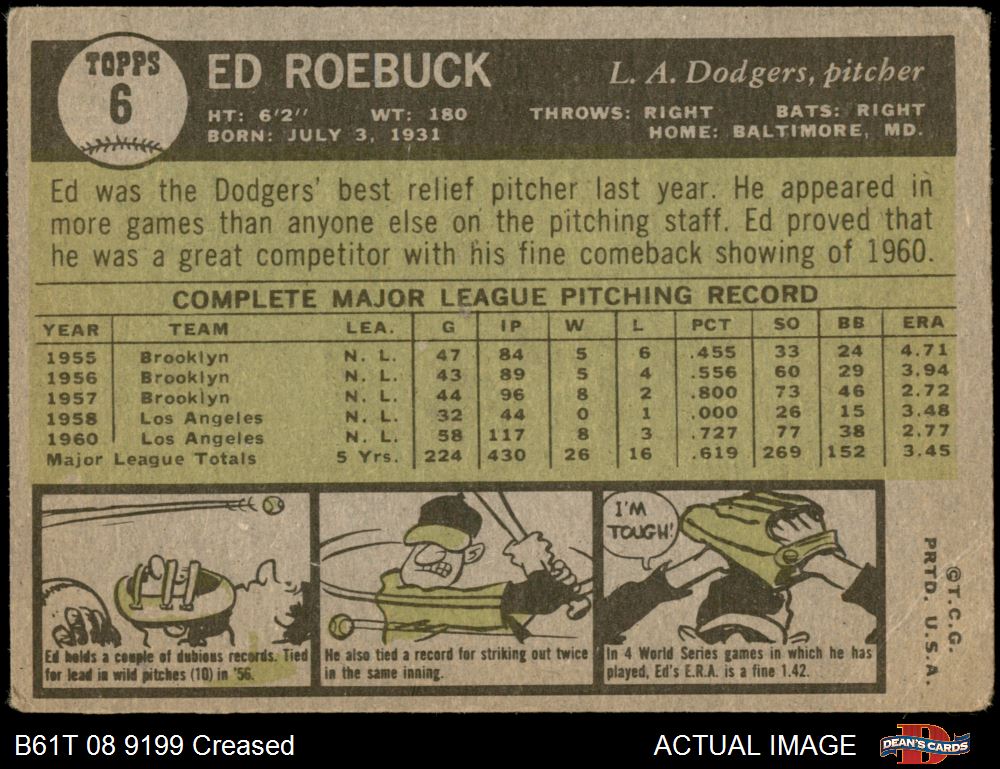 TOPPS
6
ED ROEBUCK
L. A. Dodgers, pitcher
HT: 6'2" WT: 180 THROWS: RIGHT BATS: RIGHT
BORN: JULY 3, 1931 HOME: BALTIMORE, MD.
Ed was the Dodgers' best relief pitcher last year. He appeared in
more games than anyone else on the pitching staff. Ed proved that
he was a great competitor with his fine comeback showing of 1960.
COMPLETE MAJOR LEAGUE PITCHING RECORD
YEAR TEAM LEA. G IP W L PCT SO BB ERA
1955 Brooklyn N. L. 47 84 5 6 .455 33 24 4.71
1956 Brooklyn N. L. 43 89 5 4 .556 60 29 3.94
1957 Brooklyn N. L. 44 96 8 2 .800 73 46 2.72
1958 Los Angeles N. L. 32 44 0 1 .000 26 15 3.48
1960 Los Angeles N. L. 58 117 8 3 .727 77 38 2.77
Major League Totals 5 Yrs. 224 430 26 16 .619 269 152 3.45
Ed holds a couple of dubious records. Tied
for lead in wild pitches (10) in '56.
He also tied a record for striking out twice
in the same inning.
I'M
TOUGH!
In 4 World Series games in which he has
played, Ed's E.R.A. is a fine 1.42.
©T.C.G.
PRTD. U.S.A.
B61T 08 9199 Creased
ACTUAL IMAGE
DEAN'S CARDS